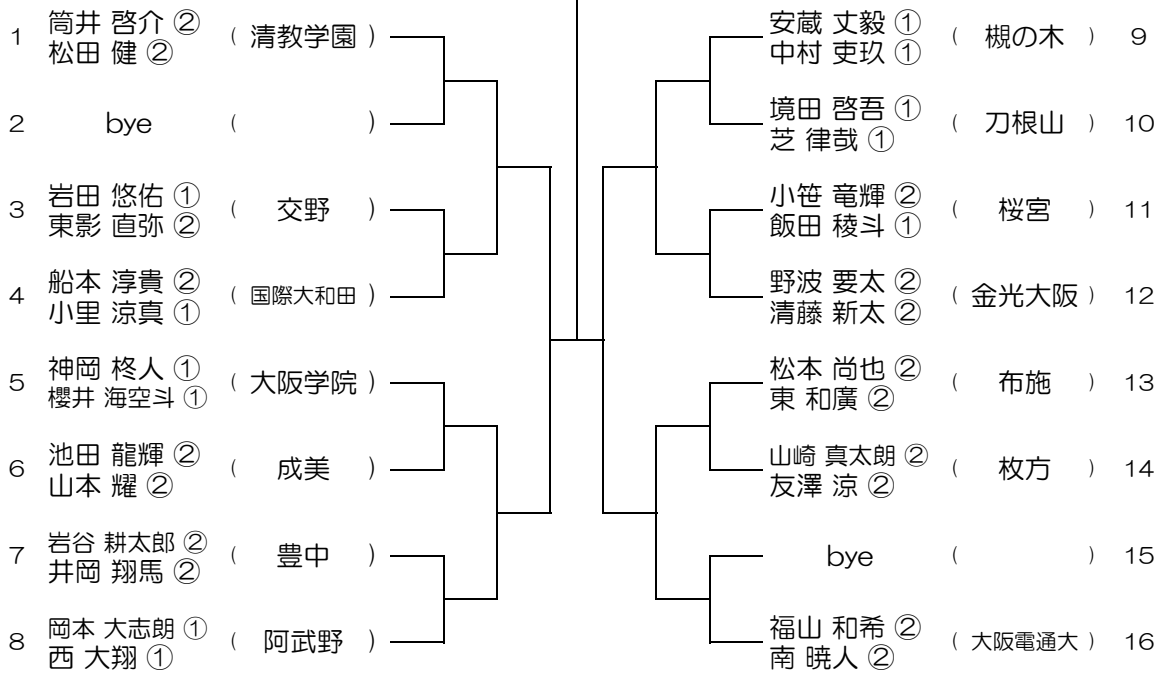 1 筒井 啓介 ② 松田 健 ② ( 清教学園 )
2 bye ( )
3 岩田 悠佑 ① 東影 直弥 ② ( 交野 )
4 船本 淳貴 ② 小里 涼真 ① ( 国際大和田 )
5 神岡 柊人 ① 櫻井 海空斗 ① ( 大阪学院 )
6 池田 龍輝 ② 山本 耀 ② ( 成美 )
7 岩谷 耕太郎 ② 井岡 翔馬 ② ( 豊中 )
8 岡本 大志朗 ① 西 大翔 ① ( 阿武野 )
安蔵 丈毅 ① 中村 吏玖 ① ( 槻の木 ) 9
境田 啓吾 ① 芝 律哉 ① ( 刀根山 ) 10
小笹 竜輝 ② 飯田 稜斗 ① ( 桜宮 ) 11
野波 要太 ② 清藤 新太 ② ( 金光大阪 ) 12
松本 尚也 ② 東 和廣 ② ( 布施 ) 13
山崎 真太朗 ② 友澤 涼 ② ( 枚方 ) 14
bye ( ) 15
福山 和希 ② 南 暁人 ② ( 大阪電通大 ) 16